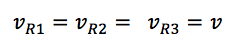 v_{R1} = v_{R2} = v_{R3} = v